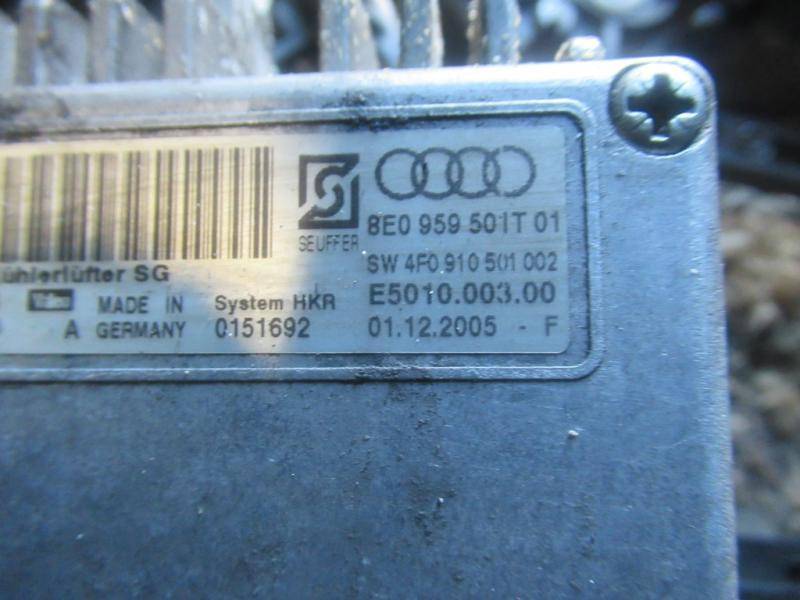 SEUFFER
8E0 959 501T 01
SW 4F0 910 501 002
ühlerlüfter SG
E5010.003.00
MADE IN System HKR
A GERMANY 0151692
01.12.2005 - F